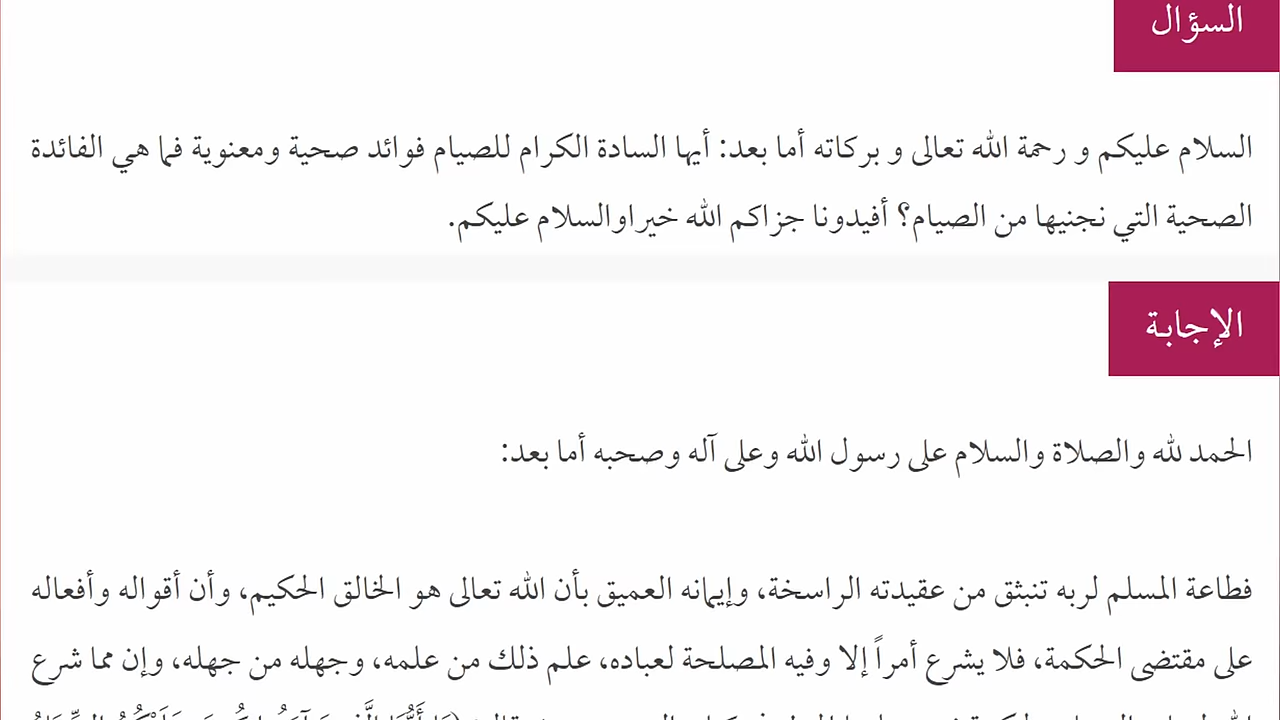 السؤال
السلام عليكم و رحمة الله تعالى و بركاته أما بعد: أيها السادة الكرام للصيام فوائد صحية ومعنوية فما هي الفائدة
الصحية التي نجنيها من الصيام؟ أفيدونا جزاكم الله خيراوالسلام عليكم.
الإجابة
الحمد لله والصلاة والسلام على رسول الله وعلى آله وصحبه أما بعد:
فطاعة المسلم لربه تنبثق من عقيدته الراسخة، وإيمانه العميق بأن الله تعالى هو الخالق الحكيم، وأن أقواله وأفعاله
على مقتضى الحكمة، فلا يشرع أمراً إلا وفيه المصلحة لعباده، علم ذلك من علمه، وجهله من جهله، وإن مما شرع